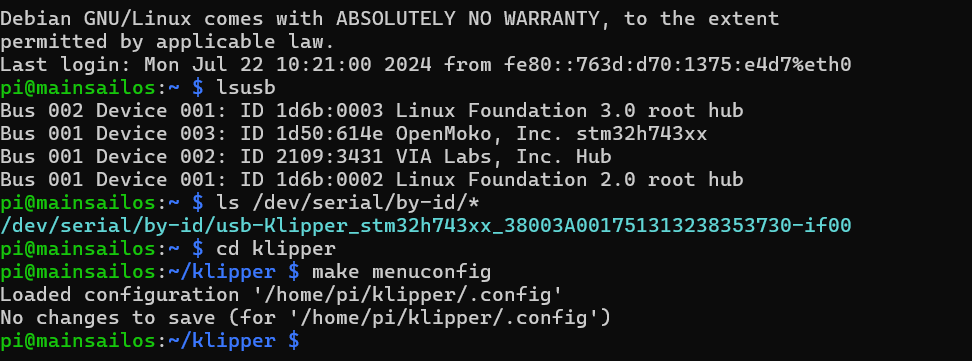 Debian GNU/Linux comes with ABSOLUTELY NO WARRANTY, to the extent
permitted by applicable law.
Last login: Mon Jul 22 10:21:00 2024 from fe80::763d:d70:1375:e4d7%eth0
pi@mainsailos:~ $ lsusb
Bus 002 Device 001: ID 1d6b:0003 Linux Foundation 3.0 root hub
Bus 001 Device 003: ID 1d50:614e OpenMoko, Inc. stm32h743xx
Bus 001 Device 002: ID 2109:3431 VIA Labs, Inc. Hub
Bus 001 Device 001: ID 1d6b:0002 Linux Foundation 2.0 root hub
pi@mainsailos:~ $ ls /dev/serial/by-id/*
/dev/serial/by-id/usb-Klipper_stm32h743xx_38003A001751313238353730-if00
pi@mainsailos:~ $ cd klipper
pi@mainsailos:~/klipper $ make menuconfig
Loaded configuration '/home/pi/klipper/.config'
No changes to save (for '/home/pi/klipper/.config')
pi@mainsailos:~/klipper $